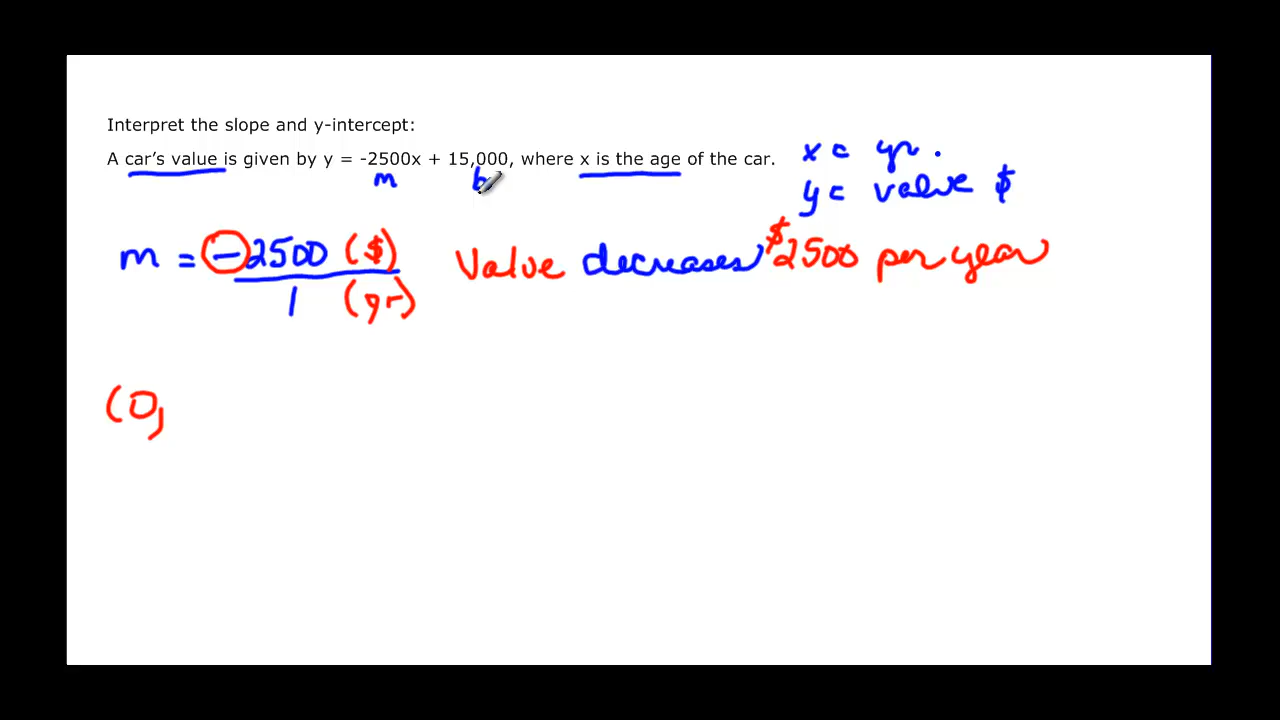 Interpret the slope and y-intercept:
A car's value is given by y = -2500x + 15,000, where x is the age of the car.
m b
x = yr.
y = value $
m = -2500 ($) Value decreases $2500 per year
1 (yr)
(0,